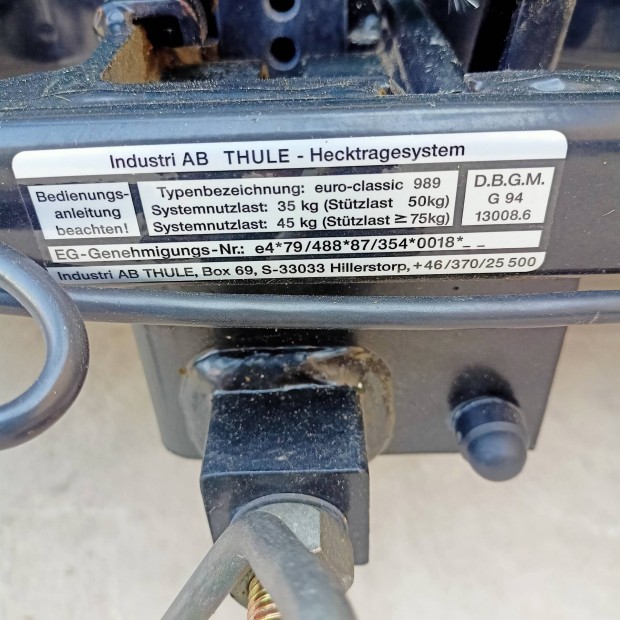 Industri AB THULE - Hecktragesystem
Bedienungs-
anleitung
beachten!
Typenbezeichnung: euro-classic 989
Systemnutzlast: 35 kg (Stützlast 50kg)
Systemnutzlast: 45 kg (Stützlast ≥ 75kg)
D.B.G.M.
G 94
13008.6
EG-Genehmigungs-Nr.: e4*79/488*87/354*0018*_ _
Industri AB THULE, Box 69, S-33033 Hillerstorp, +46/370/25 500